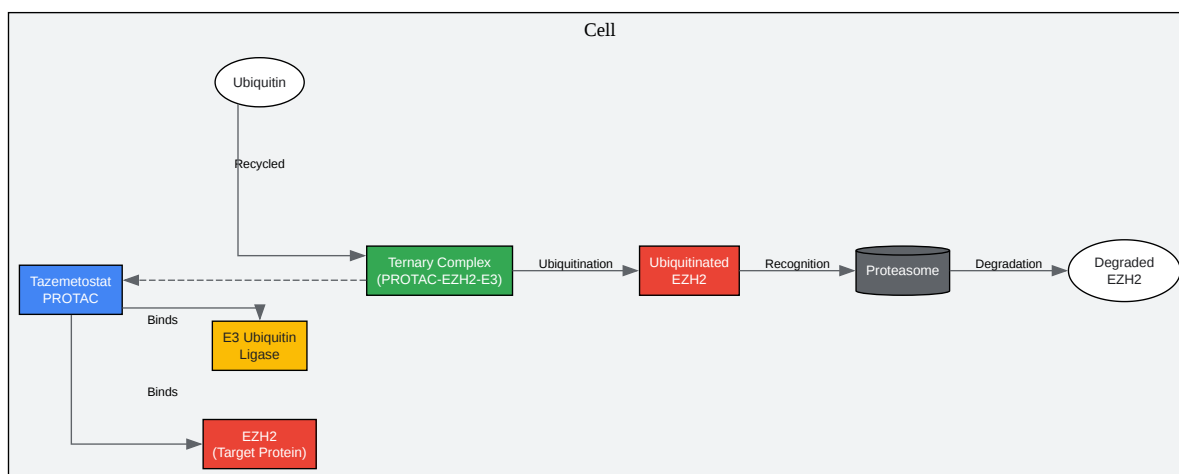 Cell
Ubiquitin
Recycled
Ternary Complex
(PROTAC-EZH2-E3)
Ubiquitination
Ubiquitinated
EZH2
Recognition
Proteasome
Degradation
Degraded
EZH2
Tazemetostat
PROTAC
Binds
E3 Ubiquitin
Ligase
Binds
EZH2
(Target Protein)